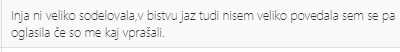 Inja ni veliko sodelovala,v bistvu jaz tudi nisem veliko povedala sem se pa
oglasila če so me kaj vprašali.